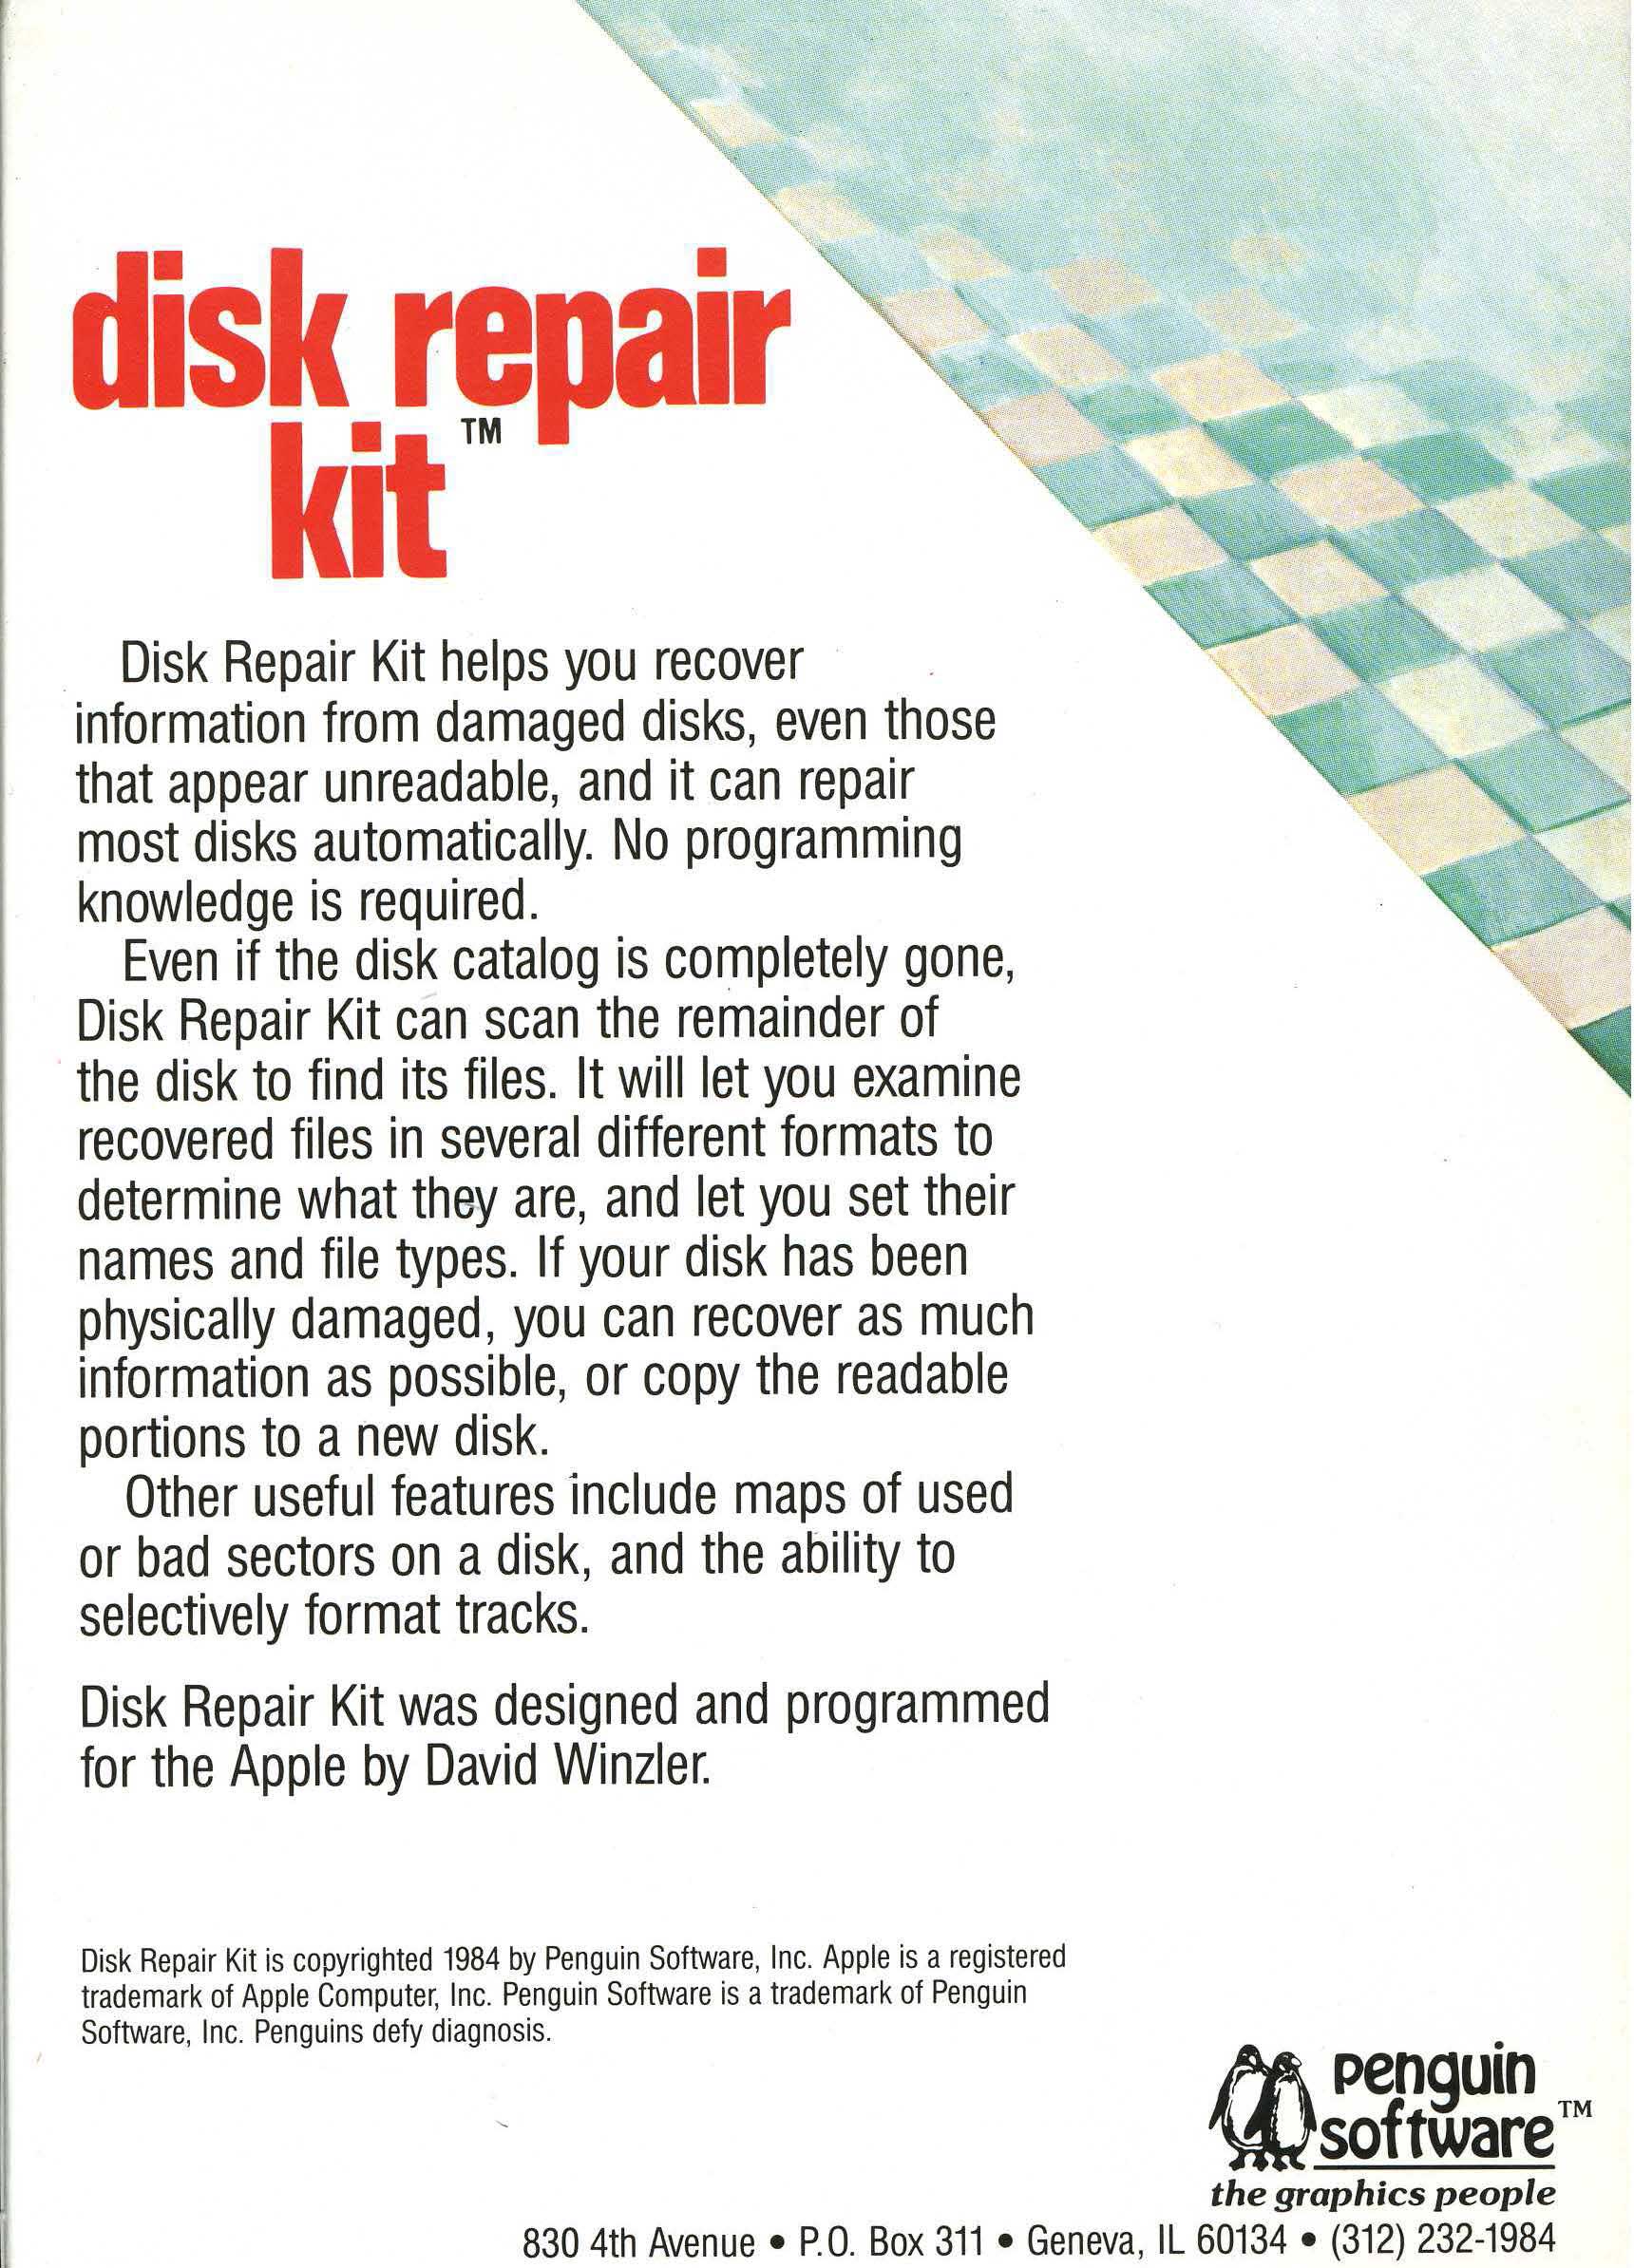 disk repair
kit™
Disk Repair Kit helps you recover
information from damaged disks, even those
that appear unreadable, and it can repair
most disks automatically. No programming
knowledge is required.
Even if the disk catalog is completely gone,
Disk Repair Kit can scan the remainder of
the disk to find its files. It will let you examine
recovered files in several different formats to
determine what they are, and let you set their
names and file types. If your disk has been
physically damaged, you can recover as much
information as possible, or copy the readable
portions to a new disk.
Other useful features include maps of used
or bad sectors on a disk, and the ability to
selectively format tracks.
Disk Repair Kit was designed and programmed
for the Apple by David Winzler.
Disk Repair Kit is copyrighted 1984 by Penguin Software, Inc. Apple is a registered
trademark of Apple Computer, Inc. Penguin Software is a trademark of Penguin
Software, Inc. Penguins defy diagnosis.
penguin
software™
the graphics people
830 4th Avenue • P.O. Box 311 • Geneva, IL 60134 • (312) 232-1984